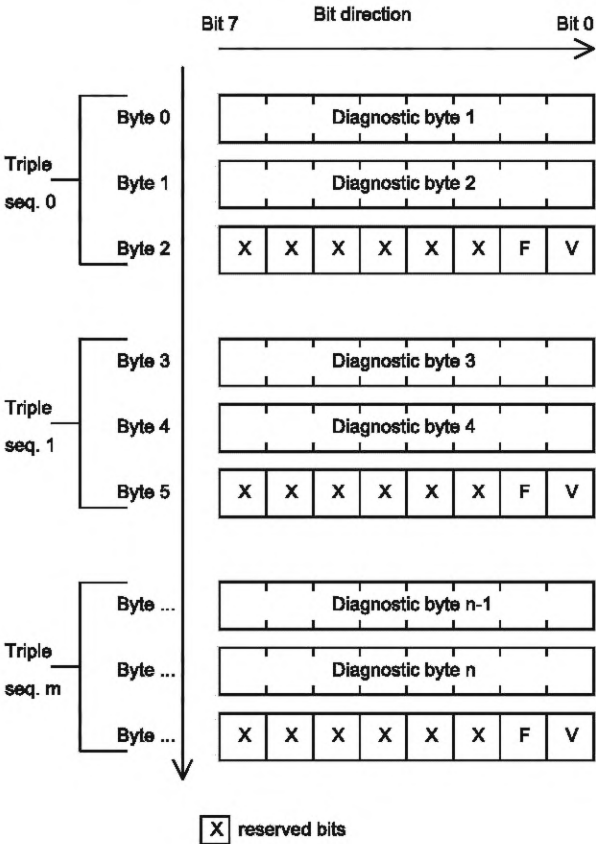 Bit direction
Bit 7 Bit 0
Byte 0 Diagnostic byte 1
Triple
seq. 0
Byte 1 Diagnostic byte 2
Byte 2 X X X X X X F V
Byte 3 Diagnostic byte 3
Triple
seq. 1
Byte 4 Diagnostic byte 4
Byte 5 X X X X X X F V
Byte ... Diagnostic byte n-1
Triple
seq. m
Byte ... Diagnostic byte n
Byte ... X X X X X X F V
X reserved bits